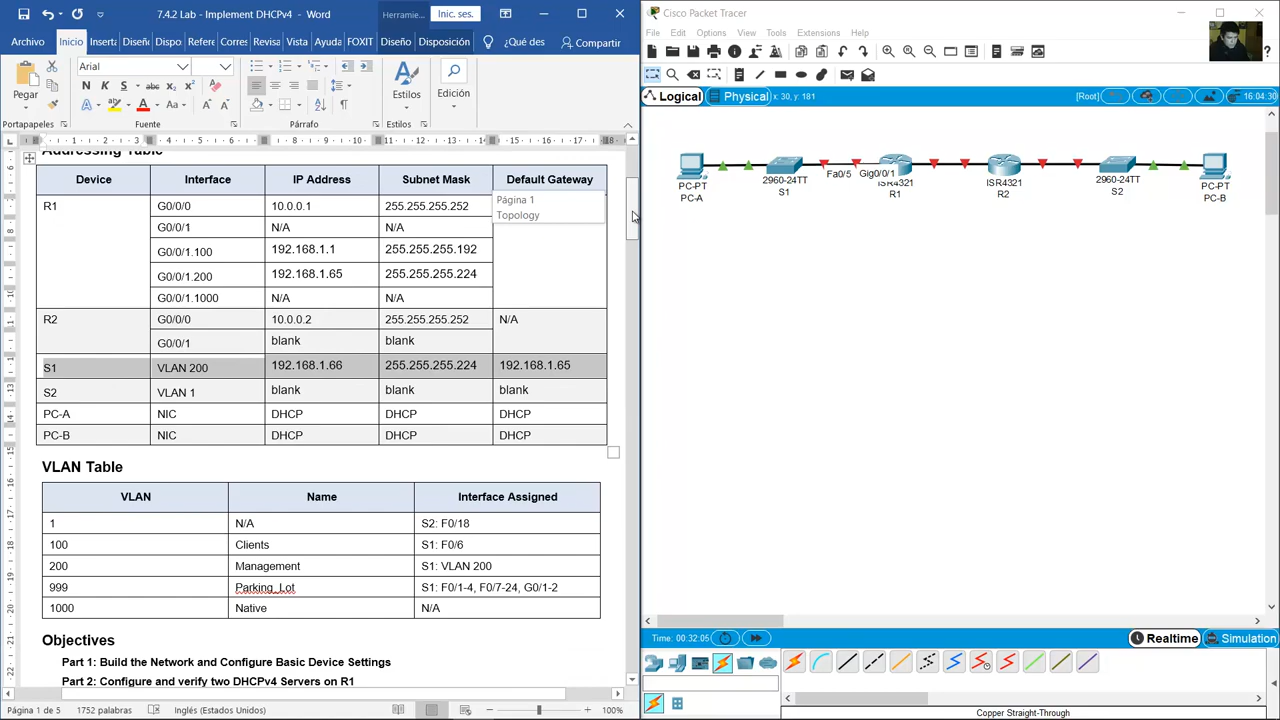 7.4.2 Lab - Implement DHCPv4 - Word
Herramie...
Inic. ses.
Archivo Inicio Diseño Referencias Revisar Vista Diseño Disposición ¿Qué des Compartir
Pegar
Arial
N K S abc
Aa
Estilos
Edición
Portapapeles Fuente Párrafo Estilos
Addressing Table
Device Interface IP Address Subnet Mask Default Gateway
R1 G0/0/0 10.0.0.1 255.255.255.252
Página 1
Topology
G0/0/1 N/A N/A
G0/0/1.100 192.168.1.1 255.255.255.192
G0/0/1.200 192.168.1.65 255.255.255.224
G0/0/1.1000 N/A N/A
R2 G0/0/0 10.0.0.2 255.255.255.252 N/A
G0/0/1 blank blank
S1 VLAN 200 192.168.1.66 255.255.255.224 192.168.1.65
S2 VLAN 1 blank blank blank
PC-A NIC DHCP DHCP DHCP
PC-B NIC DHCP DHCP DHCP
VLAN Table
VLAN Name Interface Assigned
1 N/A S2: F0/18
100 Clients S1: F0/6
200 Management S1: VLAN 200
999 Parking_Lot S1: F0/1-4, F0/7-24, G0/1-2
1000 Native N/A
Objectives
Part 1: Build the Network and Configure Basic Device Settings
Part 2: Configure and verify two DHCPv4 Servers on R1
Página 1 de 5 1752 palabras Inglés (Estados Unidos) 100%
Cisco Packet Tracer
File Edit Options View Tools Extensions Help
Logical Physical x: 30, y: 181 [Root] 16:04:30
PC-PT
PC-A
2960-24TT
S1
Fa0/5
Gig0/0/1
ISR4321
R1
ISR4321
R2
2960-24TT
S2
PC-PT
PC-B
Time: 00:32:05 Realtime Simulation
Copper Straight-Through